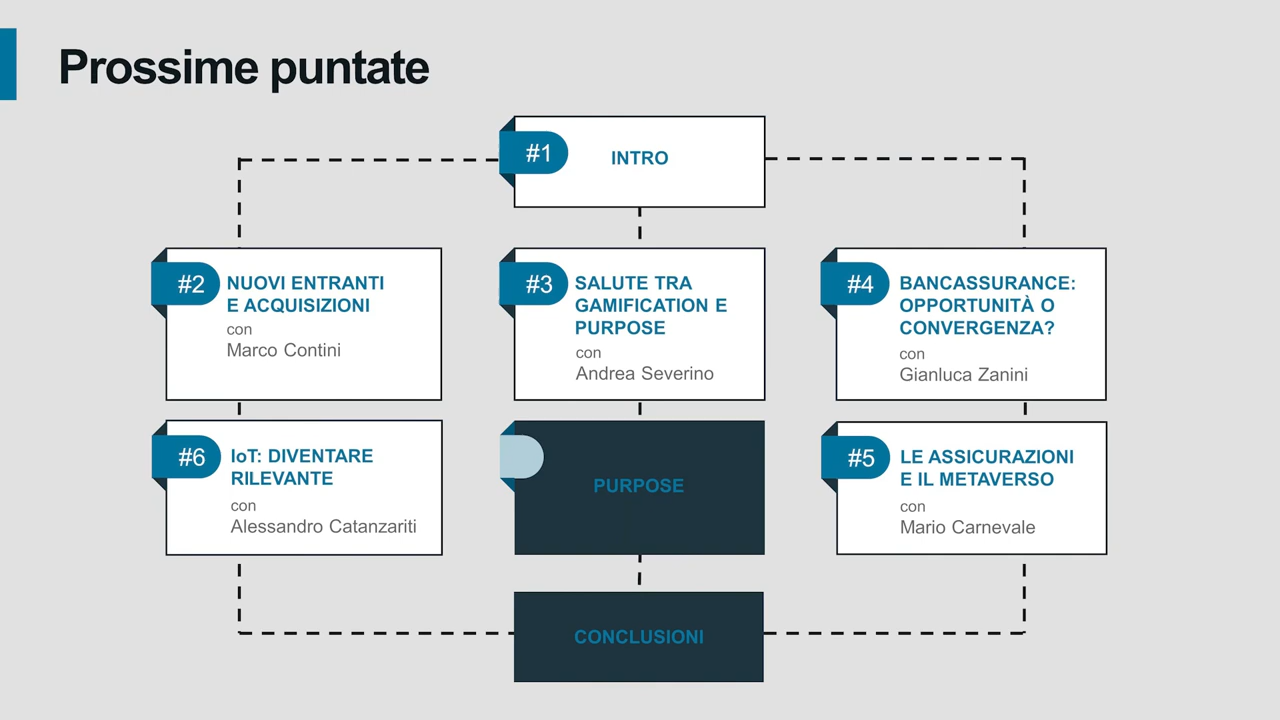 Prossime puntate
#1
INTRO
#2
NUOVI ENTRANTI
E ACQUISIZIONI
con
Marco Contini
#3
SALUTE TRA
GAMIFICATION E
PURPOSE
con
Andrea Severino
#4
BANCASSURANCE:
OPPORTUNITÀ O
CONVERGENZA?
con
Gianluca Zanini
#6
IoT: DIVENTARE
RILEVANTE
con
Alessandro Catanzariti
PURPOSE
#5
LE ASSICURAZIONI
E IL METAVERSO
con
Mario Carnevale
CONCLUSIONI